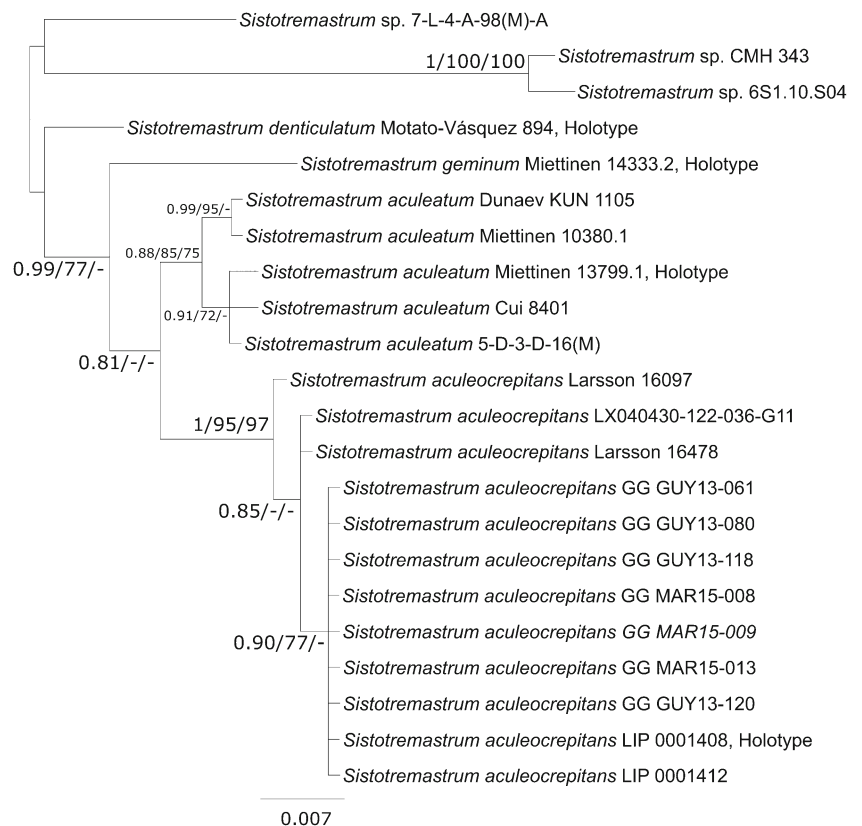 Sistotremastrum sp. 7-L-4-A-98(M)-A
1/100/100
Sistotremastrum sp. CMH 343
Sistotremastrum sp. 6S1.10.S04
Sistotremastrum denticulatum Motato-Vásquez 894, Holotype
Sistotremastrum geminum Miettinen 14333.2, Holotype
Sistotremastrum aculeatum Dunaev KUN 1105
0.99/95/-
Sistotremastrum aculeatum Miettinen 10380.1
0.88/85/75
0.99/77/-
Sistotremastrum aculeatum Miettinen 13799.1, Holotype
Sistotremastrum aculeatum Cui 8401
0.91/72/-
Sistotremastrum aculeatum 5-D-3-D-16(M)
0.81/-/-
Sistotremastrum aculeocrepitans Larsson 16097
Sistotremastrum aculeocrepitans LX040430-122-036-G11
1/95/97
Sistotremastrum aculeocrepitans Larsson 16478
Sistotremastrum aculeocrepitans GG GUY13-061
0.85/-/-
Sistotremastrum aculeocrepitans GG GUY13-080
Sistotremastrum aculeocrepitans GG GUY13-118
Sistotremastrum aculeocrepitans GG MAR15-008
Sistotremastrum aculeocrepitans GG MAR15-009
0.90/77/-
Sistotremastrum aculeocrepitans GG MAR15-013
Sistotremastrum aculeocrepitans GG GUY13-120
Sistotremastrum aculeocrepitans LIP 0001408, Holotype
Sistotremastrum aculeocrepitans LIP 0001412
0.007